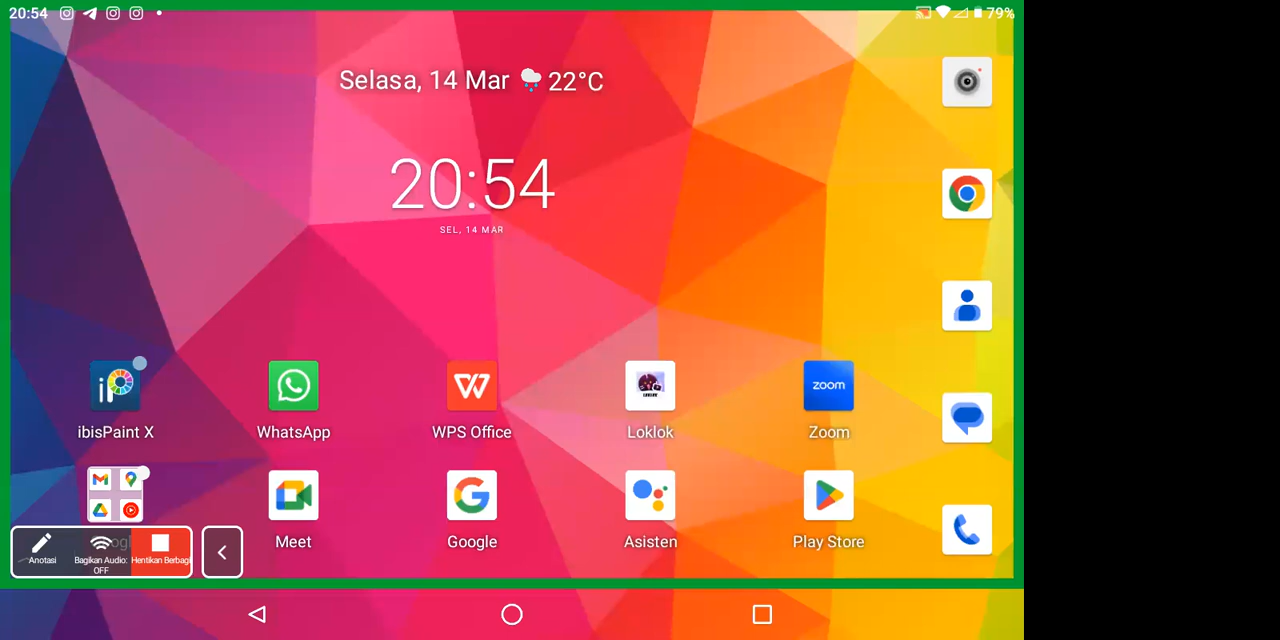 20:54
79%
Selasa, 14 Mar 22°C
20:54
SEL, 14 MAR
iP
zoom
ibisPaint X
WhatsApp
WPS Office
Loklok
Zoom
Meet
Google
Asisten
Play Store
Anotasi
Bagikan Audio:
OFF
Hentikan Berbagi